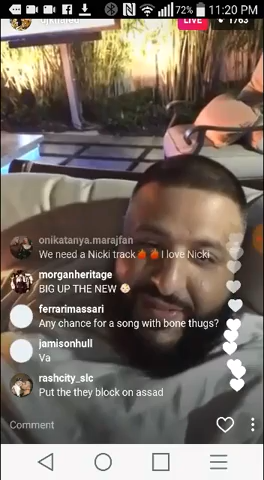 72% 11:20 PM
LIVE 1763
onikatanya.marajfan
We need a Nicki track🔥🔥I love Nicki
morganheritage
BIG UP THE NEW 👶🏻
ferrarimassari
Any chance for a song with bone thugs?
jamisonhull
Va
rashcity_slc
Put the they block on assad
Comment